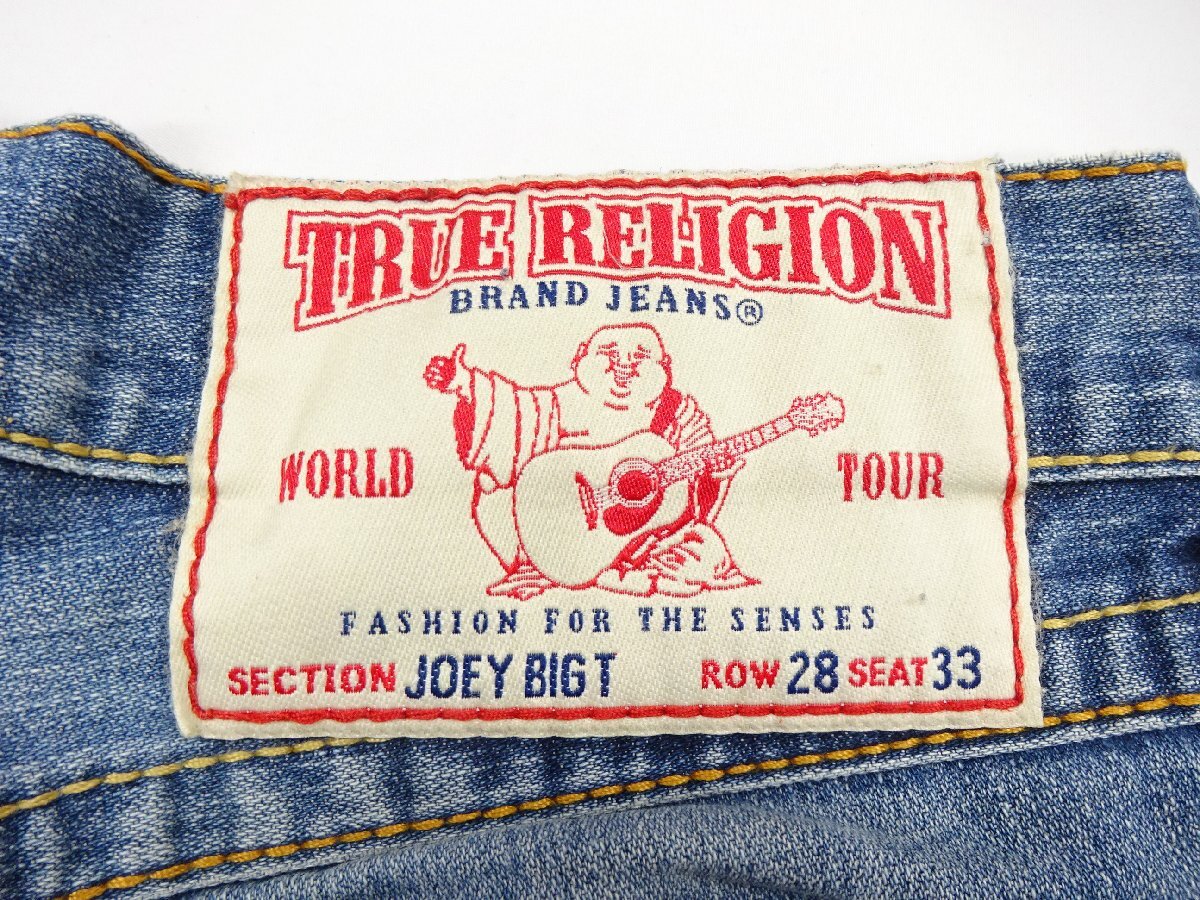 TRUE RELIGION
BRAND JEANS®
WORLD TOUR
FASHION FOR THE SENSES
SECTION JOEY BIG T ROW 28 SEAT 33